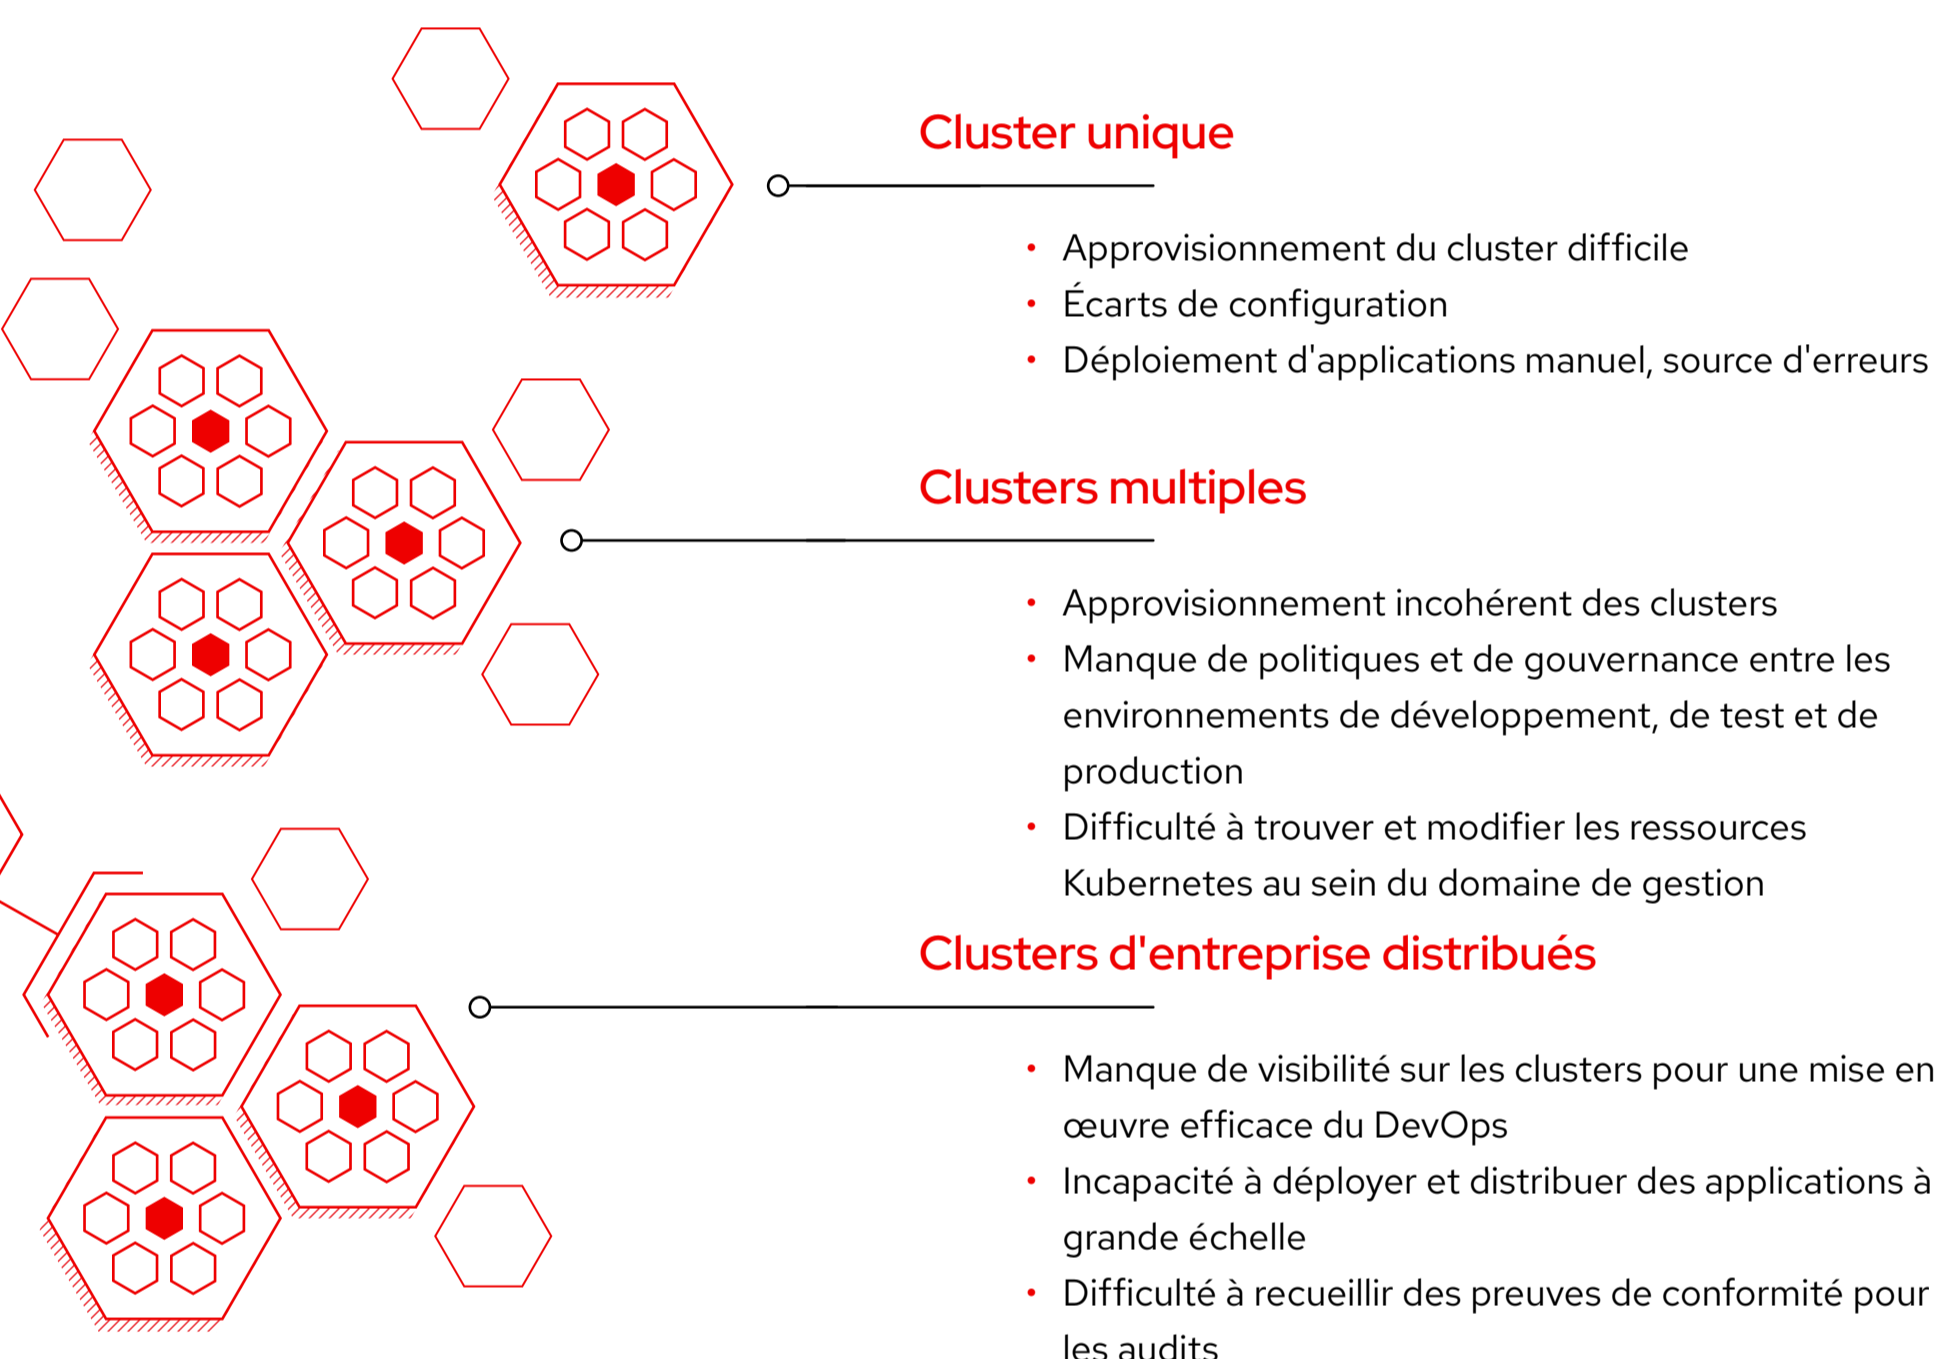 Cluster unique
• Approvisionnement du cluster difficile
• Écarts de configuration
• Déploiement d'applications manuel, source d'erreurs
Clusters multiples
• Approvisionnement incohérent des clusters
• Manque de politiques et de gouvernance entre les
environnements de développement, de test et de
production
• Difficulté à trouver et modifier les ressources
Kubernetes au sein du domaine de gestion
Clusters d'entreprise distribués
• Manque de visibilité sur les clusters pour une mise en
œuvre efficace du DevOps
• Incapacité à déployer et distribuer des applications à
grande échelle
• Difficulté à recueillir des preuves de conformité pour
les audits